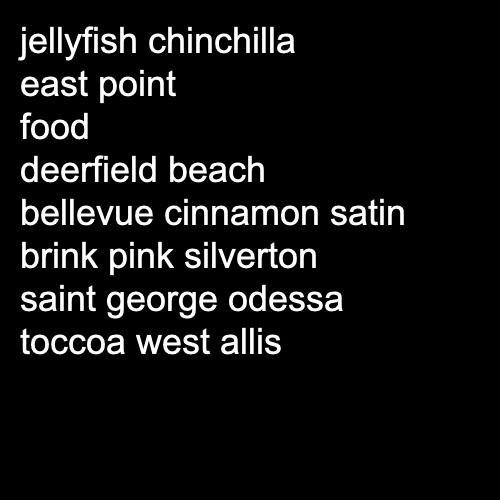 jellyfish chinchilla
east point
food
deerfield beach
bellevue cinnamon satin
brink pink silverton
saint george odessa
toccoa west allis